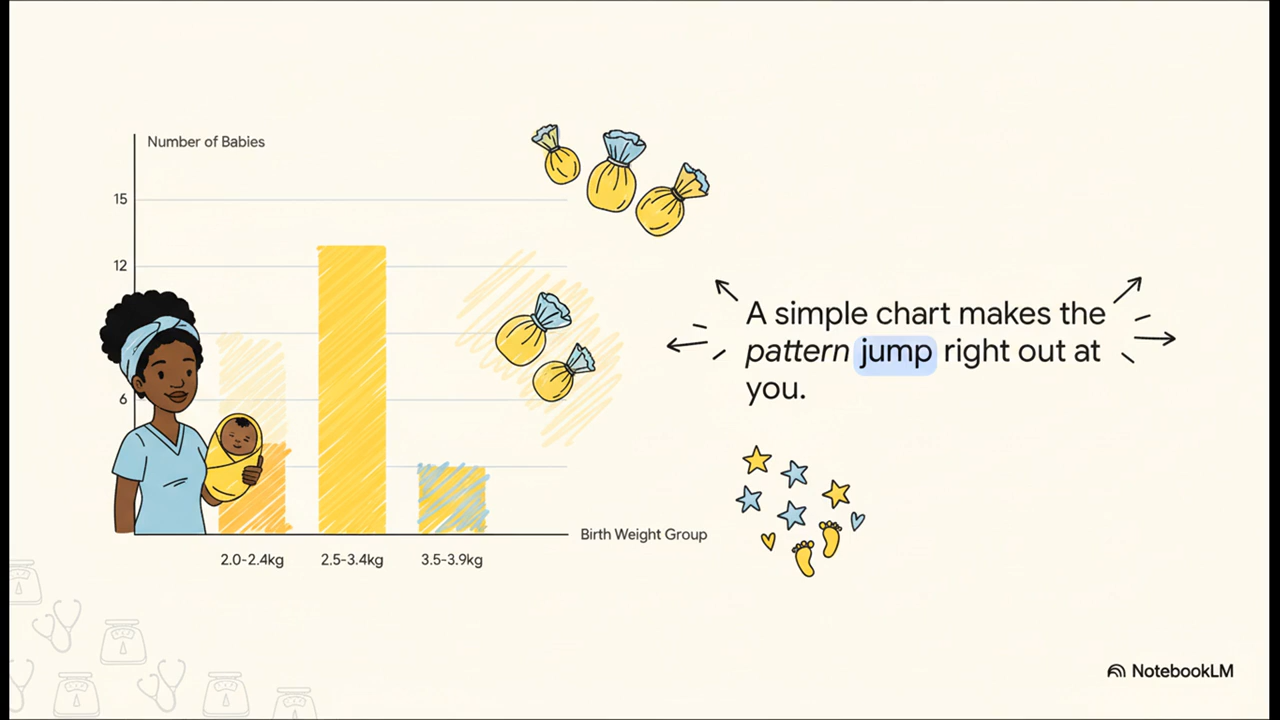 Number of Babies
15
12
6
2.0-2.4kg
2.5-3.4kg
3.5-3.9kg
Birth Weight Group
A simple chart makes the
pattern jump right out at
you.
NotebookLM